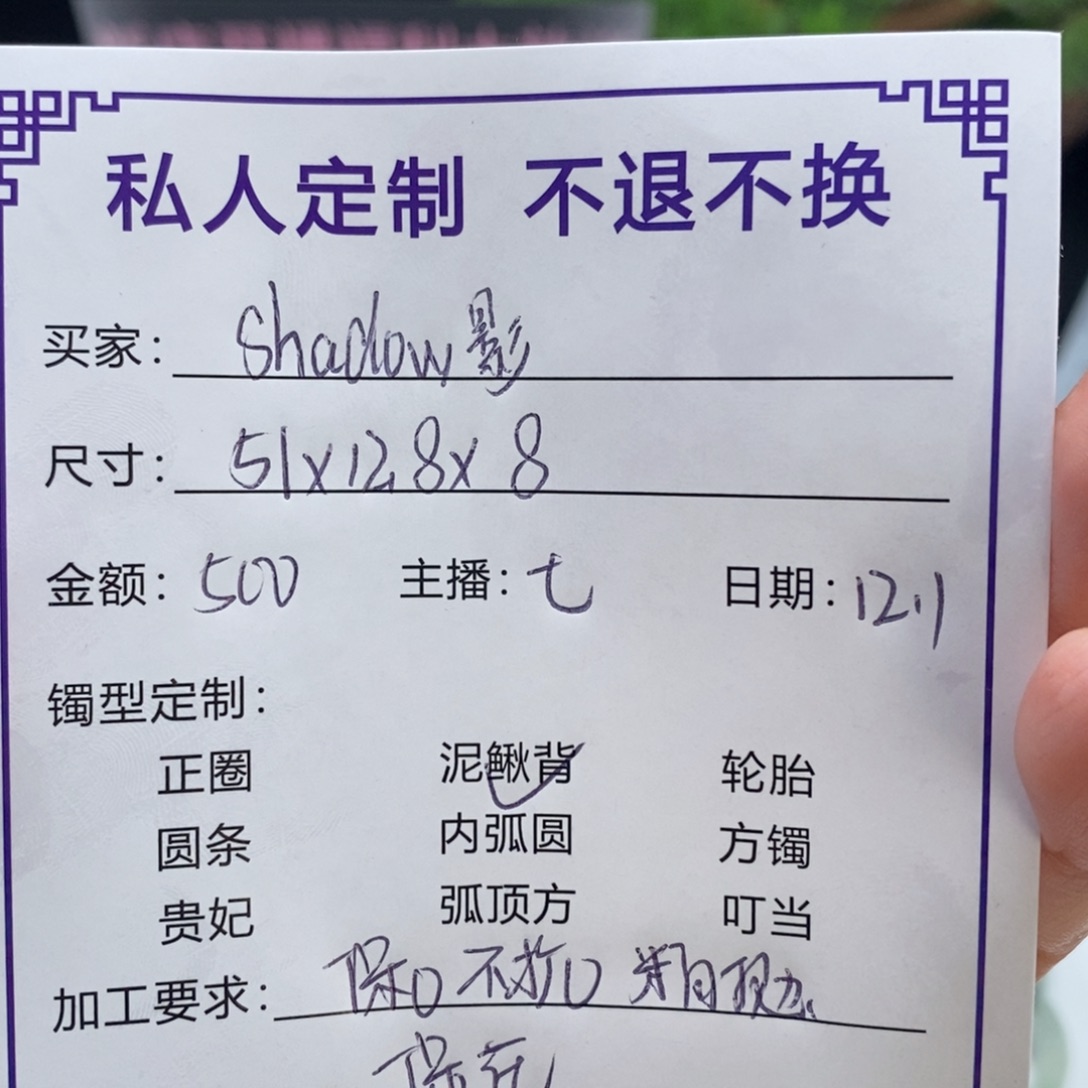 私人定制 不退不换
买家: Shadow影
尺寸: 51x12.8x8
金额: 500 主播: 七 日期: 12.1
镯型定制:
正圈 泥鳅背 轮胎
圆条 内弧圆 方镯
贵妃 弧顶方 叮当
加工要求: 保口 不抗口
保花